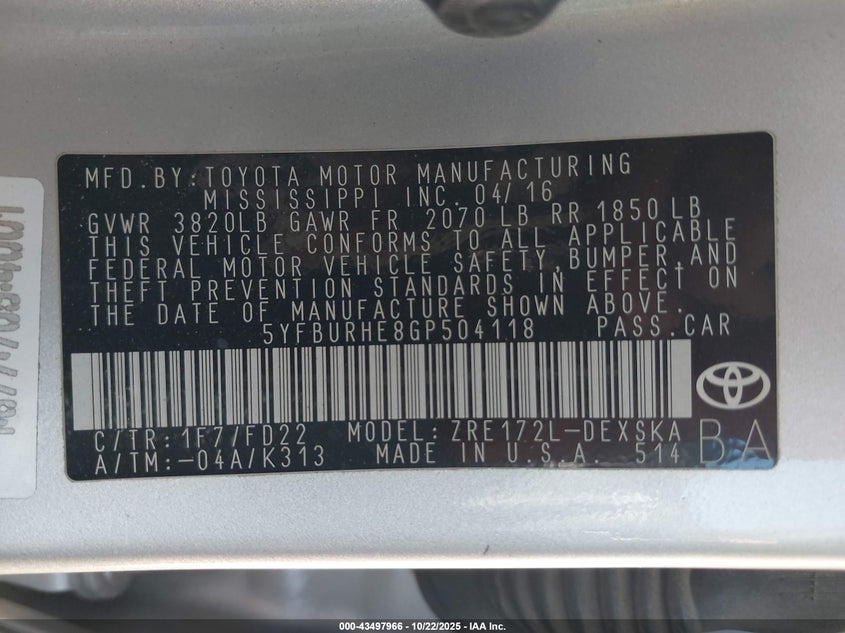 MFD.BY:TOYOTA MOTOR MANUFACTURING
MISSISSIPPI INC. 04/16
GVWR 3820LB GAWR FR 2070 LB RR 1850 LB
THIS VEHICLE CONFORMS TO ALL APPLICABLE
FEDERAL MOTOR VEHICLE SAFETY,BUMPER,AND
THEFT PREVENTION STANDARDS IN EFFECT ON
THE DATE OF MANUFACTURE SHOWN ABOVE.
5YFBURHE8GP504118 PASS.CAR
C/TR:1F77/FD22 MODEL:ZRE172L-DEXSKA
A/TM:-04A/K313 MADE IN U.S.A. 514
BA
000-43497966 - 10/22/2025 - IAA Inc.